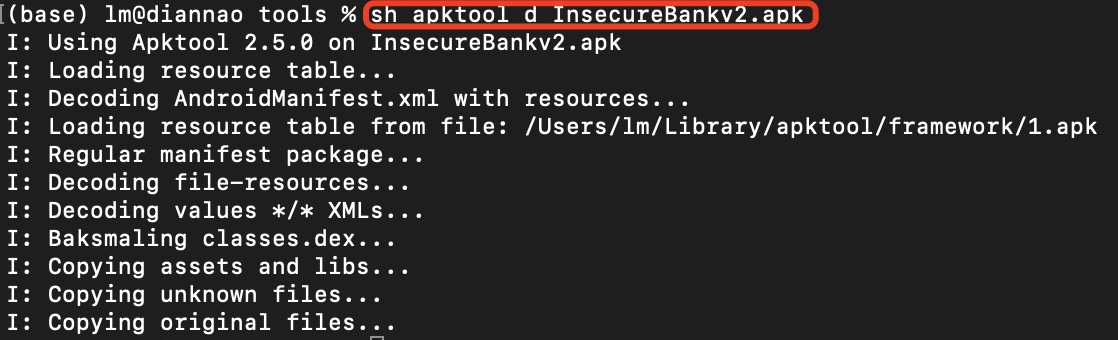 (base) lm@diannao tools % sh apktool d InsecureBankv2.apk
I: Using Apktool 2.5.0 on InsecureBankv2.apk
I: Loading resource table...
I: Decoding AndroidManifest.xml with resources...
I: Loading resource table from file: /Users/lm/Library/apktool/framework/1.apk
I: Regular manifest package...
I: Decoding file-resources...
I: Decoding values */* XMLs...
I: Baksmaling classes.dex...
I: Copying assets and libs...
I: Copying unknown files...
I: Copying original files...